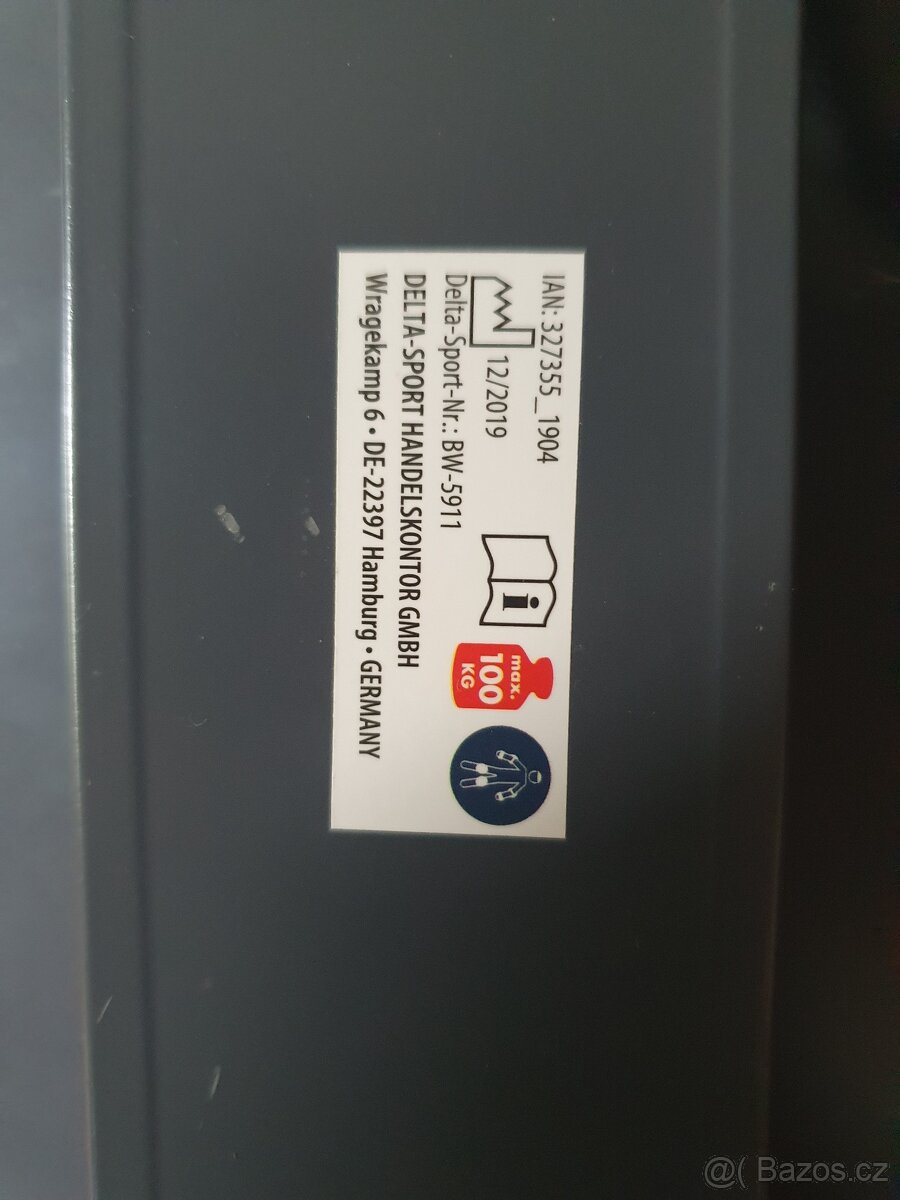 IAN: 327355_1904
12/2019
Delta-Sport-Nr.: BW-5911
DELTA-SPORT HANDELSKONTOR GMBH
Wragekamp 6 • DE-22397 Hamburg • GERMANY
i
max.
100
KG
@( Bazos.cz